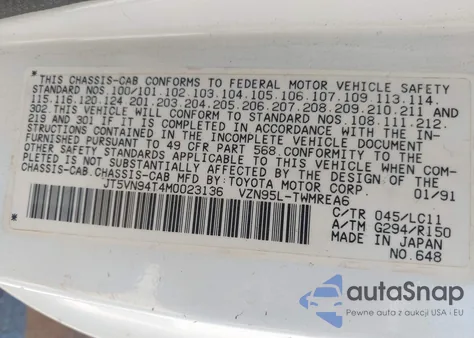 THIS CHASSIS-CAB CONFORMS TO FEDERAL MOTOR VEHICLE SAFETY
STANDARD NOS.100/101.102.103.104.105.106.107.109 113.114.
115.116.120.124 201.203.204.205.206.207.208.209.210.211 AND
302.THIS VEHICLE WILL CONFORM TO STANDARD NOS.108.111.212.
219 AND 301 IF IT IS COMPLETED IN ACCORDANCE WITH THE IN-
STRUCTIONS CONTAINED IN THE INCOMPLETE VEHICLE DOCUMENT
FURNISHED PURSUANT TO 49 CFR PART 568.CONFORMITY TO THE
OTHER SAFETY STANDARDS APPLICABLE TO THIS VEHICLE WHEN COM-
PLETED IS NOT SUBSTANTIALLY AFFECTED BY THE DESIGN OF THE
CHASSIS-CAB.CHASSIS-CAB MFD BY:TOYOTA MOTOR CORP. 01/91
JT5VN94T4M0023136 VZN95L-TWMREA6
C/TR 045/LC11
A/TM G294/R150
MADE IN JAPAN
NO.648
autoSnap
Pewne auta z aukcji USA i EU